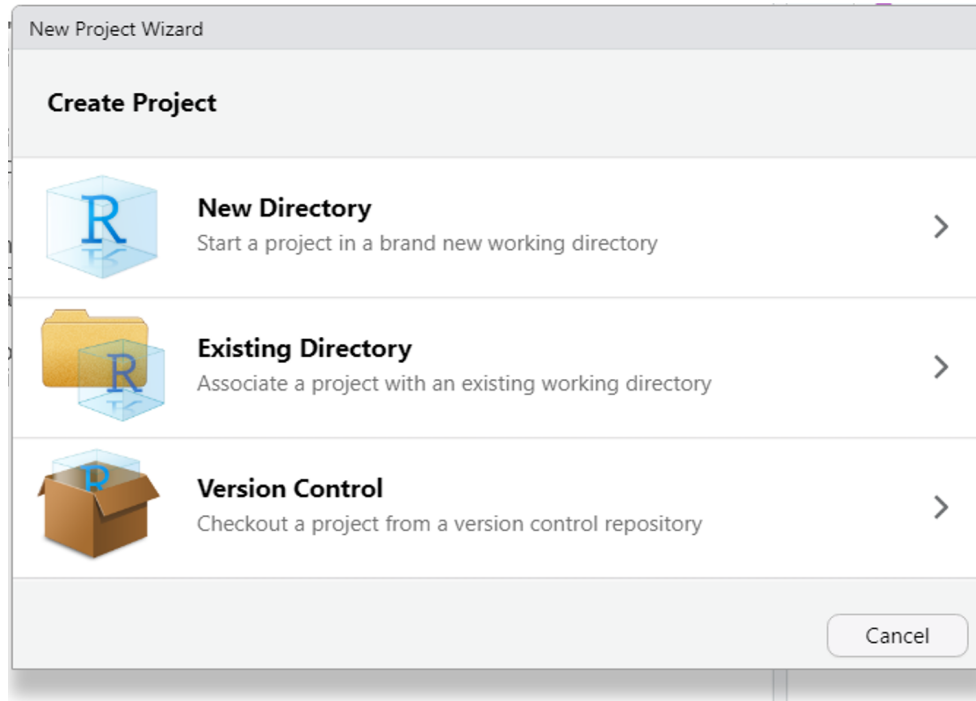 New Project Wizard
Create Project
New Directory
Start a project in a brand new working directory
Existing Directory
Associate a project with an existing working directory
Version Control
Checkout a project from a version control repository
Cancel